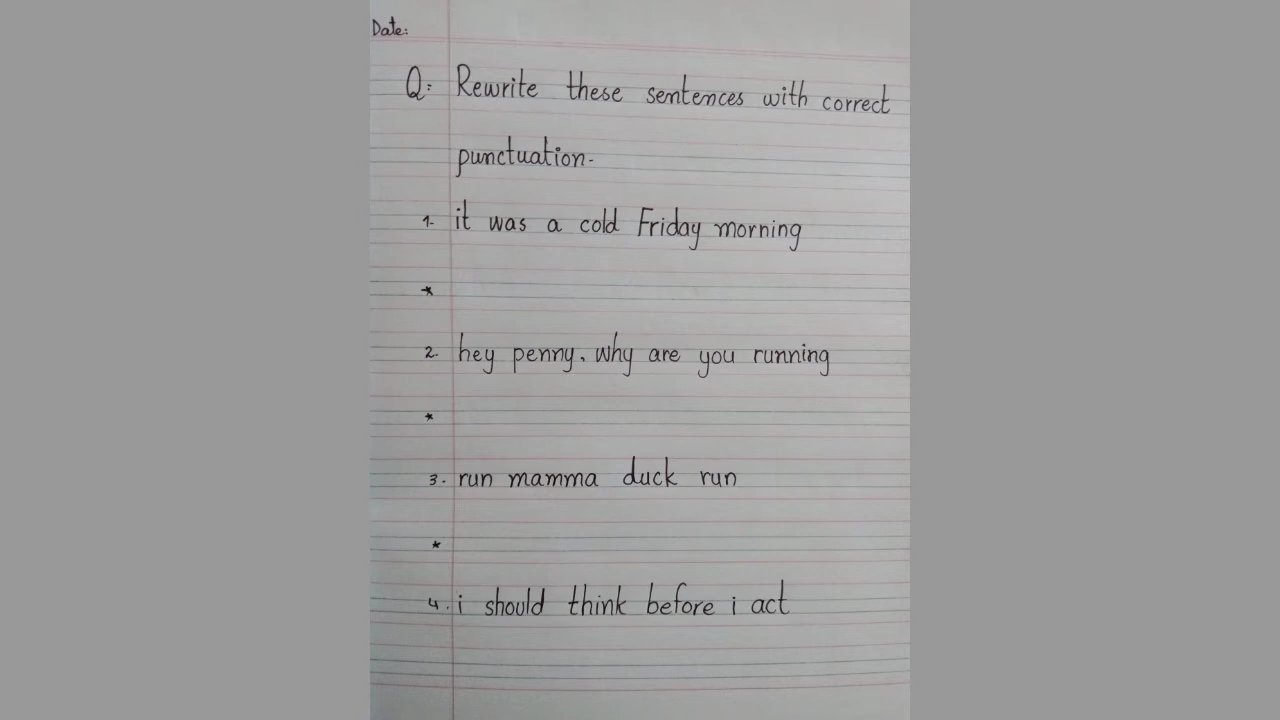 Date:
Q: Rewrite these sentences with correct
punctuation.
1. it was a cold Friday morning
*
2. hey penny. why are you running
*
3. run mamma duck run
*
4. i should think before i act